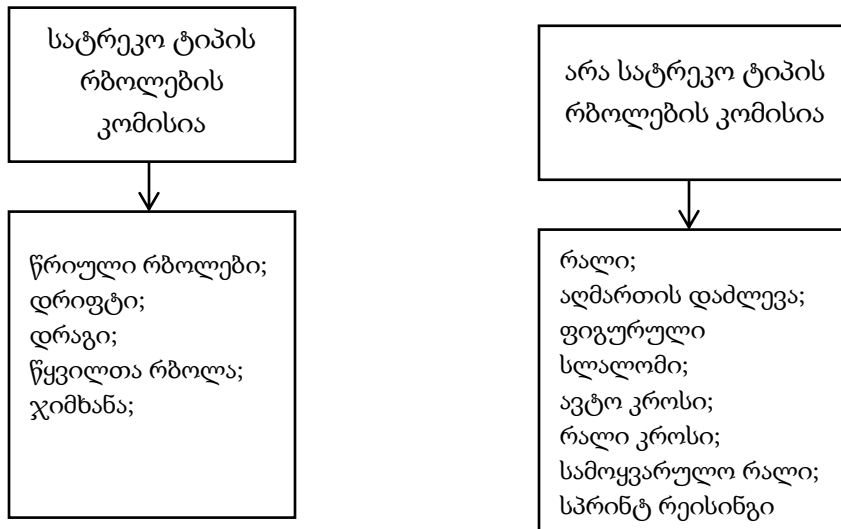 სატრეკო ტიპის
რბოლების
კომისია
წრიული რბოლები;
დრიფტი;
დრაგი;
წყვილთა რბოლა;
ჯიმხანა;
არა სატრეკო ტიპის
რბოლების კომისია
რალი;
აღმართის დაძლევა;
ფიგურული
სლალომი;
ავტო კროსი;
რალი კროსი;
სამოყვარულო რალი;
სპრინტ რეისინგი